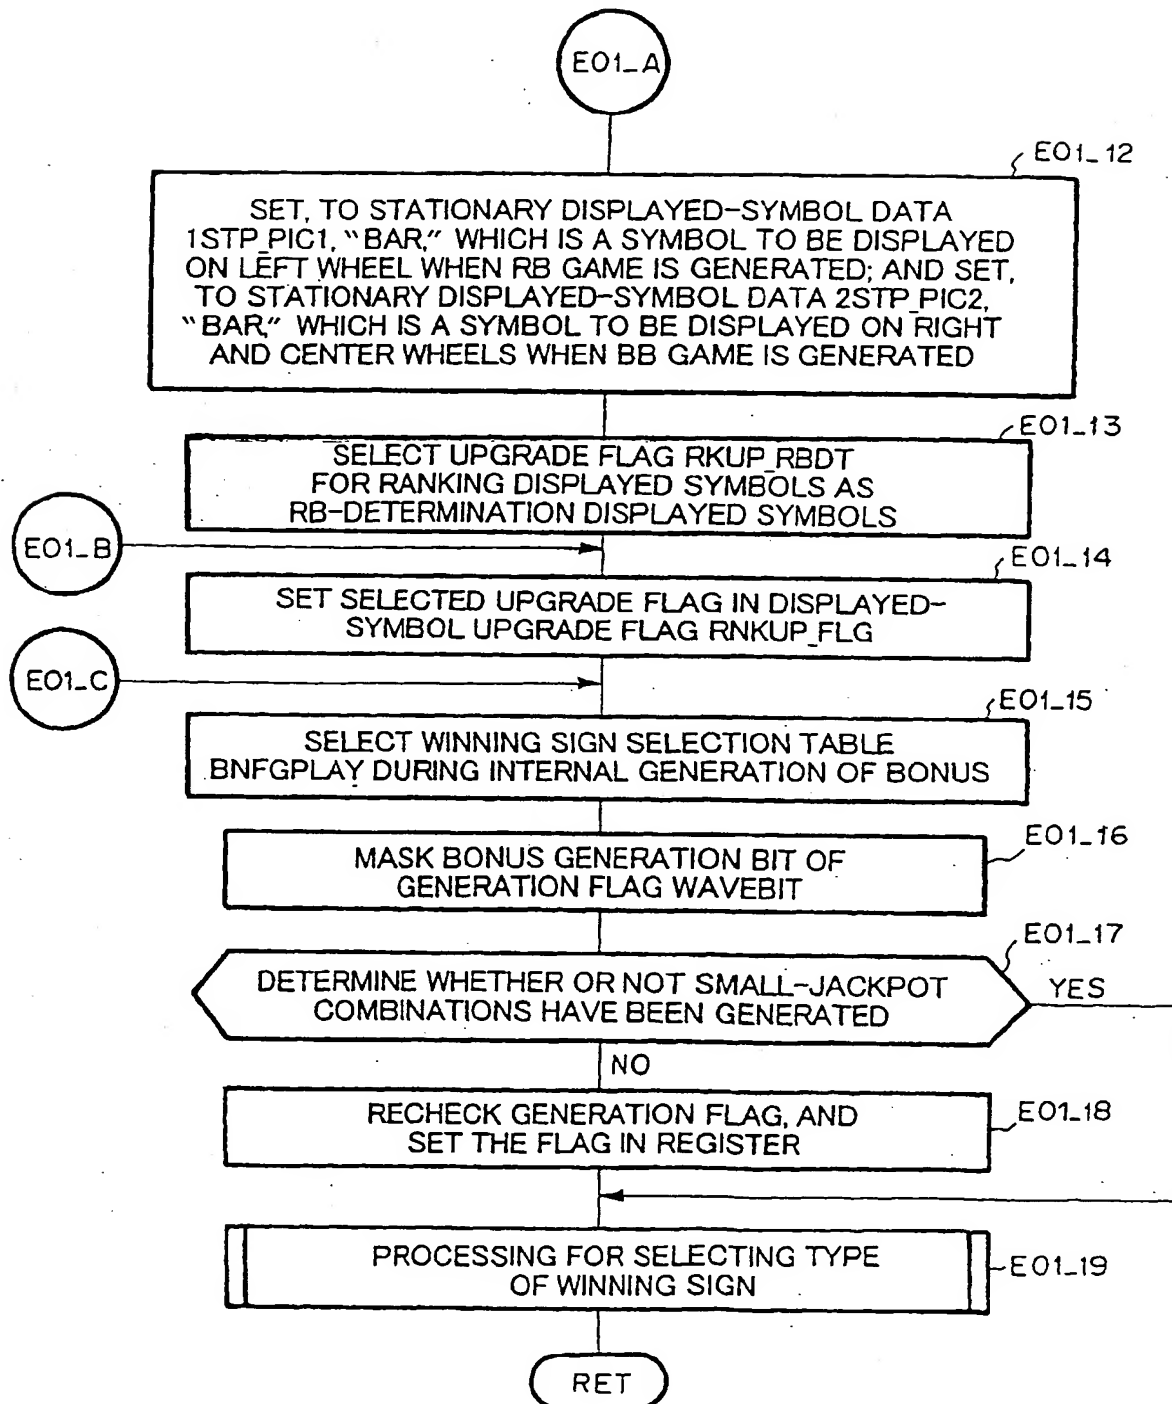 E01_A
E01_12
SET, TO STATIONARY DISPLAYED-SYMBOL DATA
1STP_PIC1, "BAR," WHICH IS A SYMBOL TO BE DISPLAYED
ON LEFT WHEEL WHEN RB GAME IS GENERATED; AND SET,
TO STATIONARY DISPLAYED-SYMBOL DATA 2STP_PIC2,
"BAR," WHICH IS A SYMBOL TO BE DISPLAYED ON RIGHT
AND CENTER WHEELS WHEN BB GAME IS GENERATED
E01_13
SELECT UPGRADE FLAG RKUP_RBDT
FOR RANKING DISPLAYED SYMBOLS AS
RB-DETERMINATION DISPLAYED SYMBOLS
E01_B
E01_14
SET SELECTED UPGRADE FLAG IN DISPLAYED-
SYMBOL UPGRADE FLAG RNKUP_FLG
E01_C
E01_15
SELECT WINNING SIGN SELECTION TABLE
BNFGPLAY DURING INTERNAL GENERATION OF BONUS
E01_16
MASK BONUS GENERATION BIT OF
GENERATION FLAG WAVEBIT
E01_17
DETERMINE WHETHER OR NOT SMALL-JACKPOT
COMBINATIONS HAVE BEEN GENERATED
YES
NO
RECHECK GENERATION FLAG, AND
SET THE FLAG IN REGISTER
E01_18
PROCESSING FOR SELECTING TYPE
OF WINNING SIGN
E01_19
RET